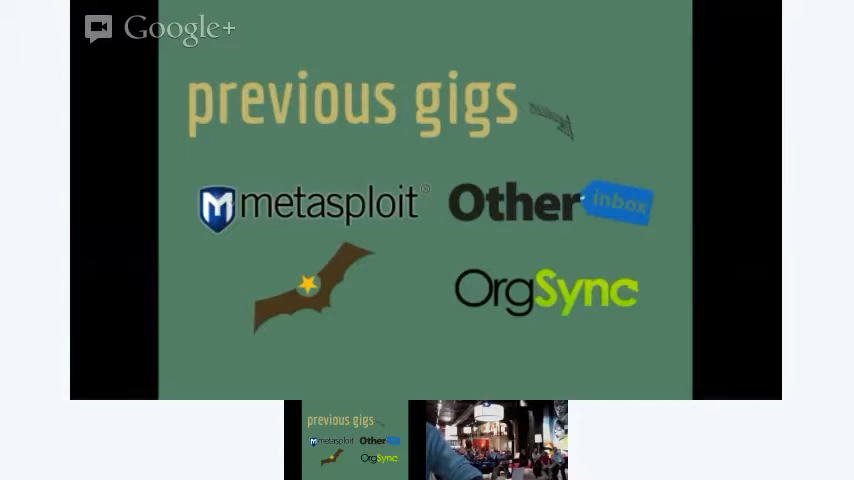 Google+
previous gigs
metasploit®
Other inbox
OrgSync
previous gigs
metasploit Other
OrgSync